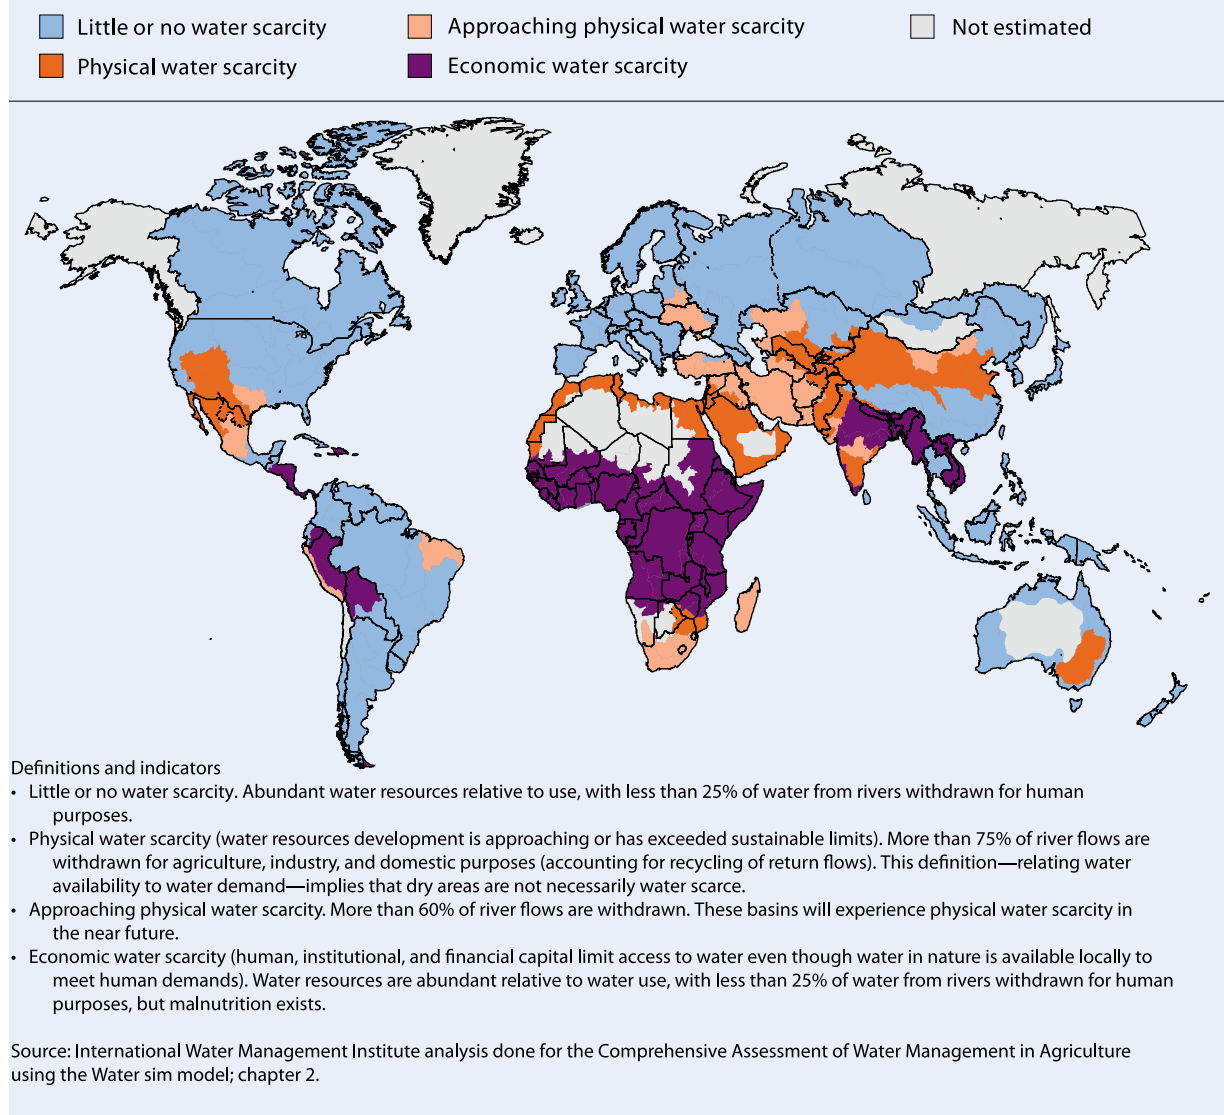 Little or no water scarcity
Approaching physical water scarcity
Not estimated
Physical water scarcity
Economic water scarcity
Definitions and indicators
• Little or no water scarcity. Abundant water resources relative to use, with less than 25% of water from rivers withdrawn for human
purposes.
• Physical water scarcity (water resources development is approaching or has exceeded sustainable limits). More than 75% of river flows are
withdrawn for agriculture, industry, and domestic purposes (accounting for recycling of return flows). This definition—relating water
availability to water demand—implies that dry areas are not necessarily water scarce.
• Approaching physical water scarcity. More than 60% of river flows are withdrawn. These basins will experience physical water scarcity in
the near future.
• Economic water scarcity (human, institutional, and financial capital limit access to water even though water in nature is available locally to
meet human demands). Water resources are abundant relative to water use, with less than 25% of water from rivers withdrawn for human
purposes, but malnutrition exists.
Source: International Water Management Institute analysis done for the Comprehensive Assessment of Water Management in Agriculture
using the Water sim model; chapter 2.